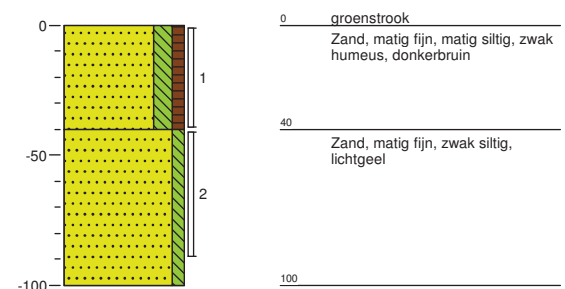 0
-50
-100
1
2
0
groenstrook
Zand, matig fijn, matig siltig, zwak
humeus, donkerbruin
40
Zand, matig fijn, zwak siltig,
lichtgeel
100